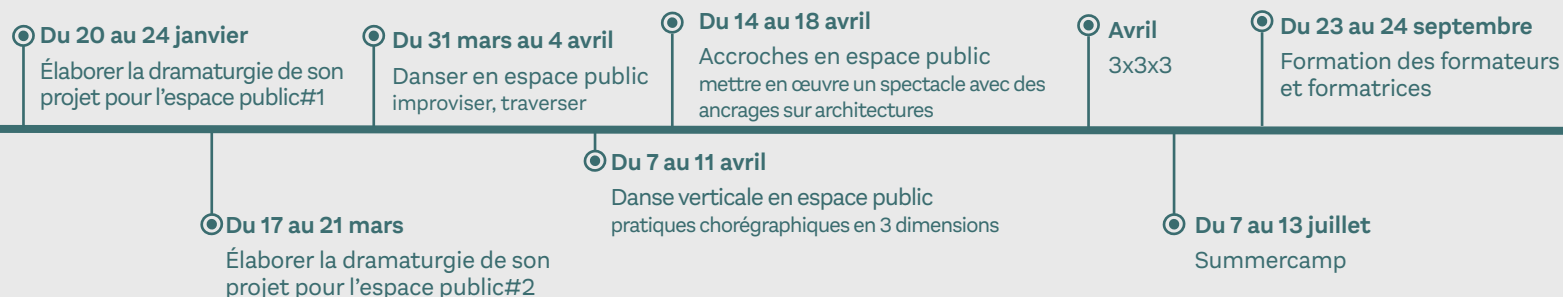 Du 20 au 24 janvier
Élaborer la dramaturgie de son
projet pour l'espace public#1
Du 17 au 21 mars
Élaborer la dramaturgie de son
projet pour l'espace public#2
Du 31 mars au 4 avril
Danser en espace public
improviser, traverser
Du 7 au 11 avril
Danse verticale en espace public
pratiques chorégraphiques en 3 dimensions
Du 14 au 18 avril
Accroches en espace public
mettre en œuvre un spectacle avec des
ancrages sur architectures
Avril
3x3x3
Du 7 au 13 juillet
Summercamp
Du 23 au 24 septembre
Formation des formateurs
et formatrices